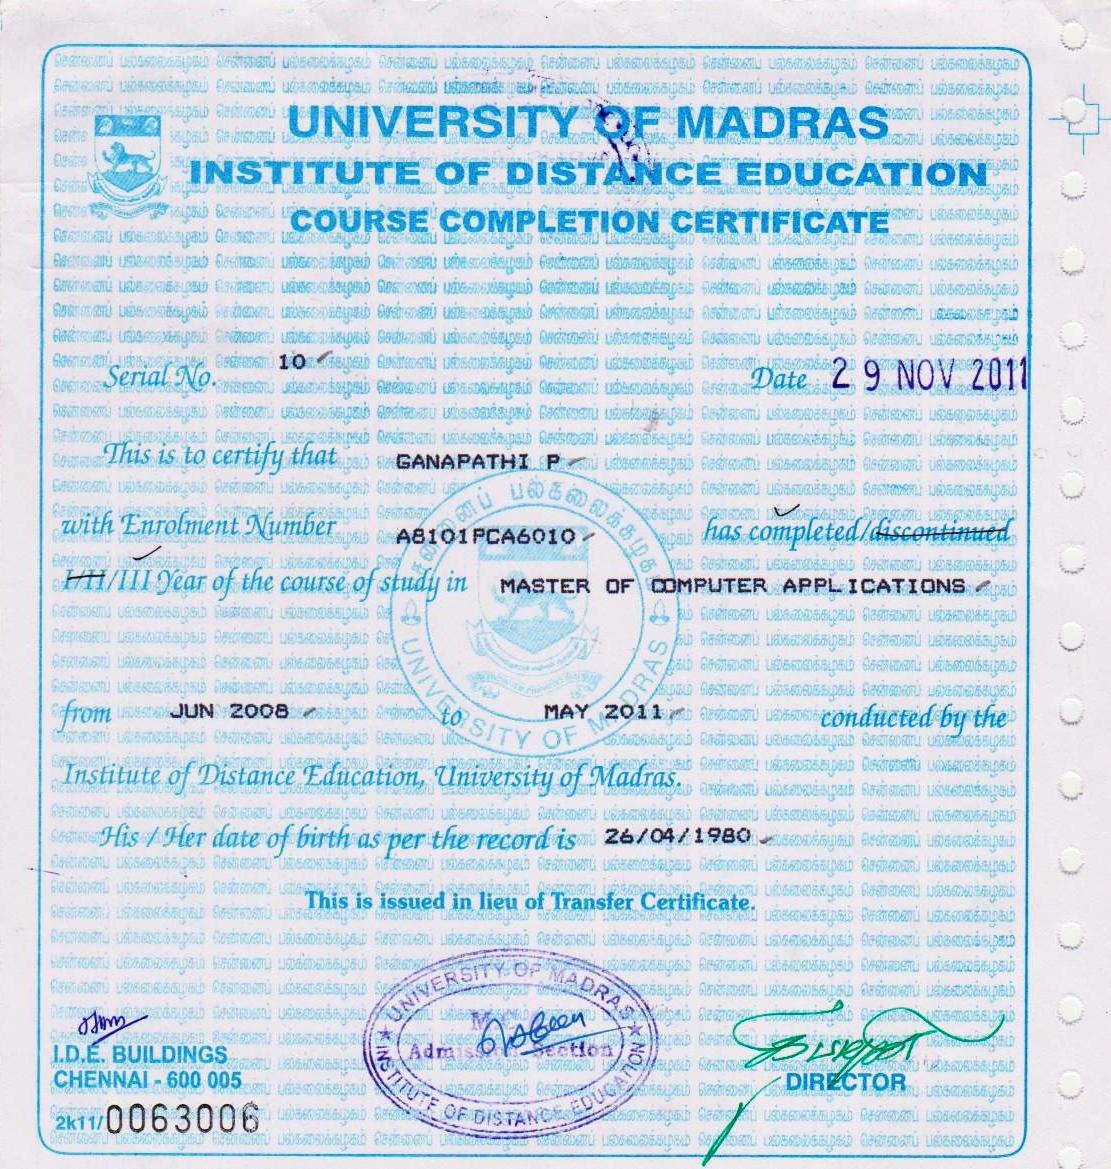 UNIVERSITY OF MADRAS
INSTITUTE OF DISTANCE EDUCATION
COURSE COMPLETION CERTIFICATE
Serial No. 10
Date 29 NOV 2011
This is to certify that GANAPATHI P
with Enrolment Number A8101PCA6010 has completed/discontinued
I/II/III Year of the course of study in MASTER OF COMPUTER APPLICATIONS
from JUN 2008 to MAY 2011 conducted by the
Institute of Distance Education, University of Madras.
His / Her date of birth as per the record is 26/04/1980
This is issued in lieu of Transfer Certificate.
சென்னைப் பல்கலைக்கழகம்
UNIVERSITY OF MADRAS
UNIVERSITY OF MADRAS
Admission Section
INSTITUTE OF DISTANCE EDUCATION
I.D.E. BUILDINGS
CHENNAI - 600 005
DIRECTOR
2k11/0063006